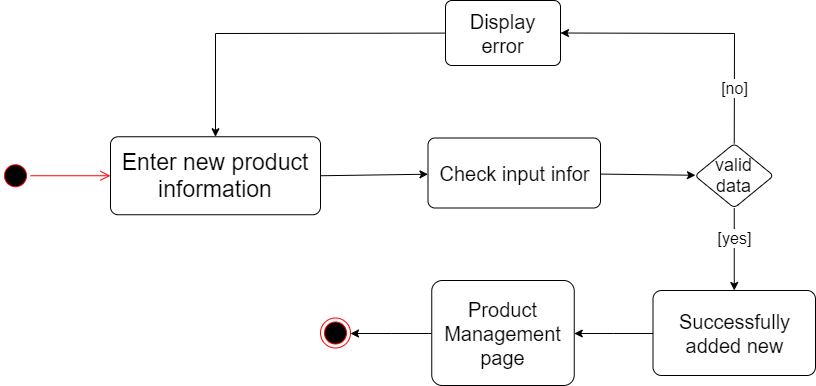 Display
error
[no]
Enter new product
information
Check input infor
valid
data
[yes]
Product
Management
page
Successfully
added new